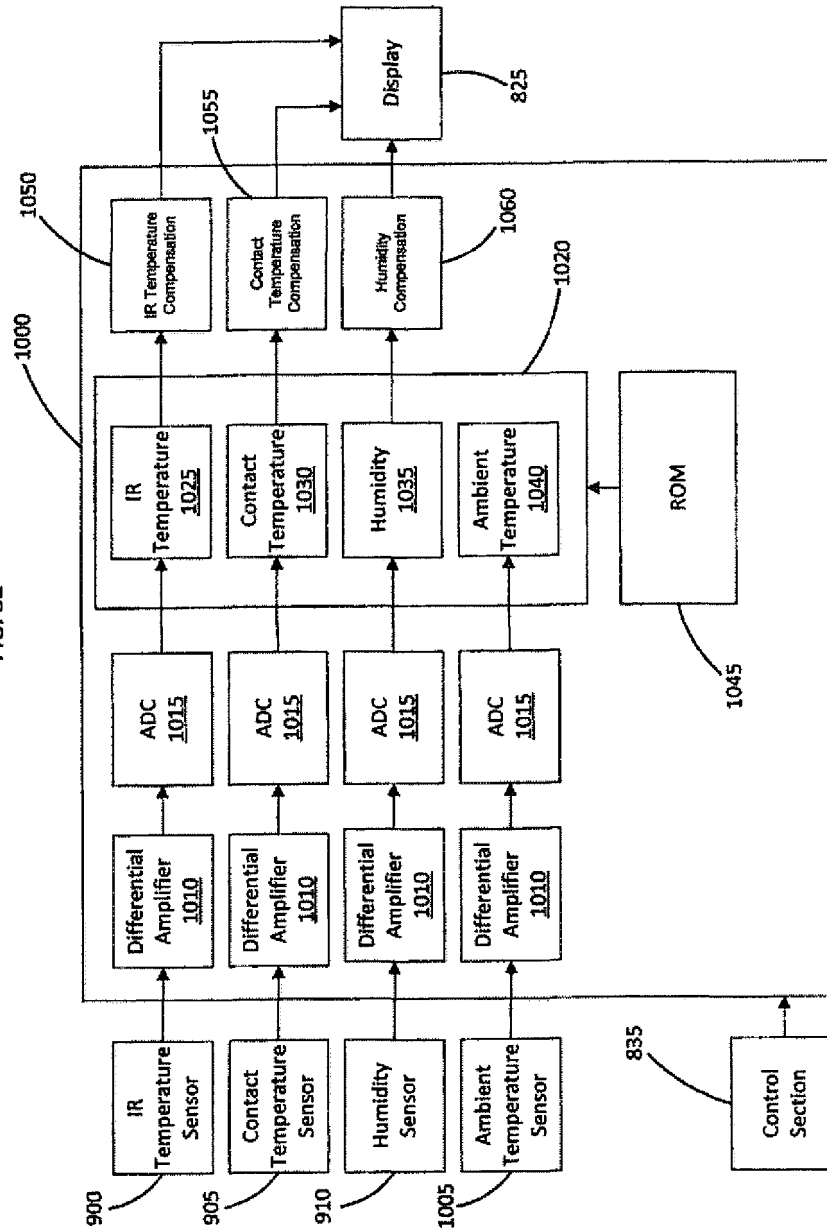 1000
1050
1055
IR
Temperature
Sensor
900
Differential
Amplifier
1010
ADC
1015
IR
Temperature
1025
IR Temperature
Compensation
Contact
Temperature
Sensor
905
Differential
Amplifier
1010
ADC
1015
Contact
Temperature
1030
Contact
Temperature
Compensation
Display
825
Humidity
Sensor
910
Differential
Amplifier
1010
ADC
1015
Humidity
1035
Humidity
Compensation
1060
Ambient
Temperature
Sensor
1005
Differential
Amplifier
1010
ADC
1015
Ambient
Temperature
1040
1020
835
Control
Section
ROM
1045